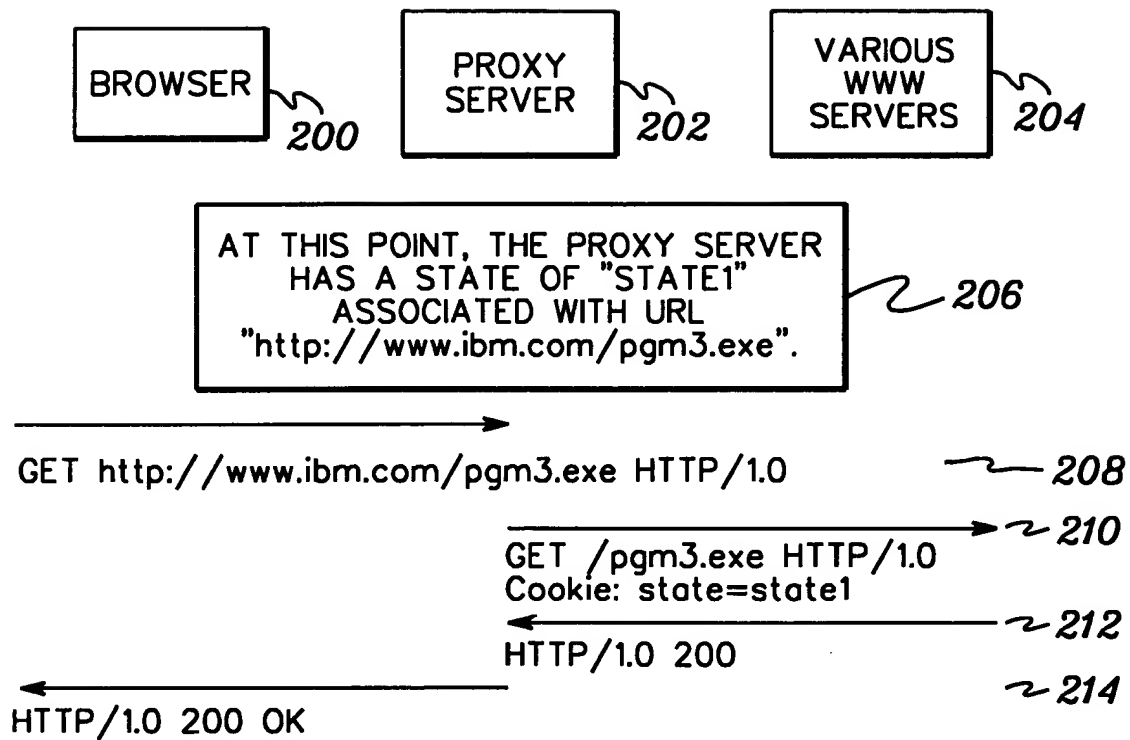 BROWSER
200
PROXY
SERVER
202
VARIOUS
WWW
SERVERS
204
AT THIS POINT, THE PROXY SERVER
HAS A STATE OF "STATE1"
ASSOCIATED WITH URL
"http://www.ibm.com/pgm3.exe".
206
GET http://www.ibm.com/pgm3.exe HTTP/1.0
208
210
GET /pgm3.exe HTTP/1.0
Cookie: state=state1
212
HTTP/1.0 200
214
HTTP/1.0 200 OK